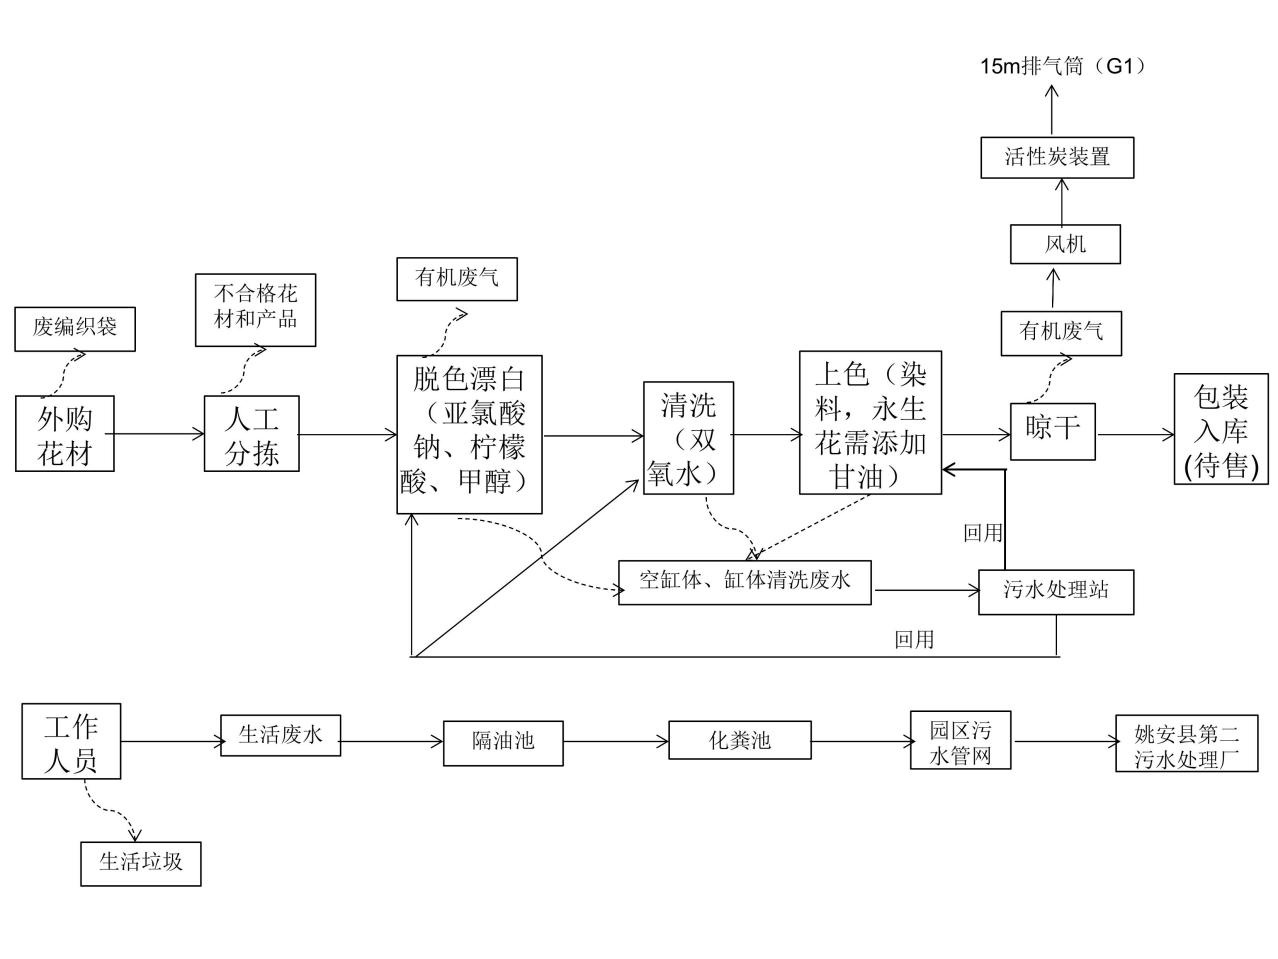 15m排气筒（G1）
活性炭装置
风机
有机废气
不合格花
材和产品
废编织袋
有机废气
外购
花材
人工
分拣
脱色漂白
（亚氯酸
钠、柠檬
酸、甲醇）
清洗
（双
氧水）
上色（染
料，永生
花需添加
甘油）
晾干
包装
入库
(待售)
回用
空缸体、缸体清洗废水
污水处理站
回用
工作
人员
生活废水
隔油池
化粪池
园区污
水管网
姚安县第二
污水处理厂
生活垃圾